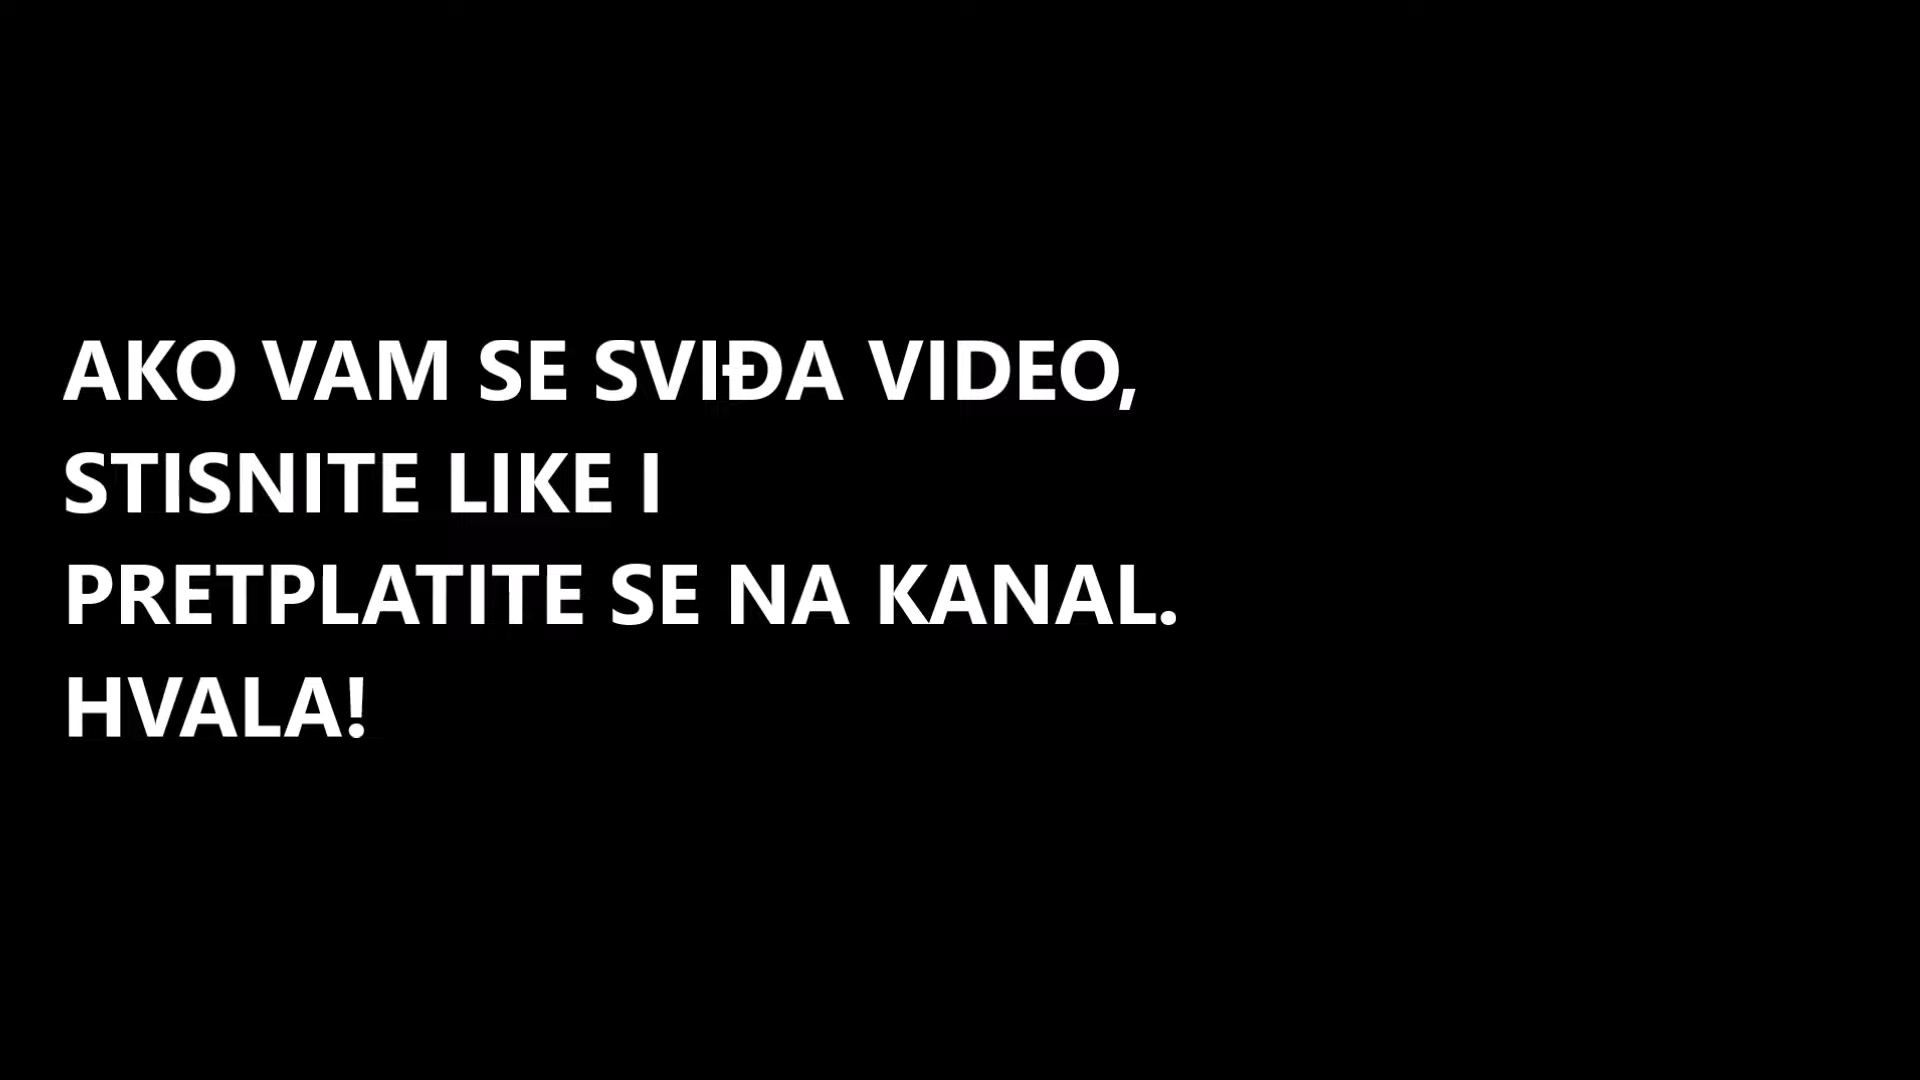 AKO VAM SE SVIĐA VIDEO,
STISNITE LIKE I
PRETPLATITE SE NA KANAL.
HVALA!